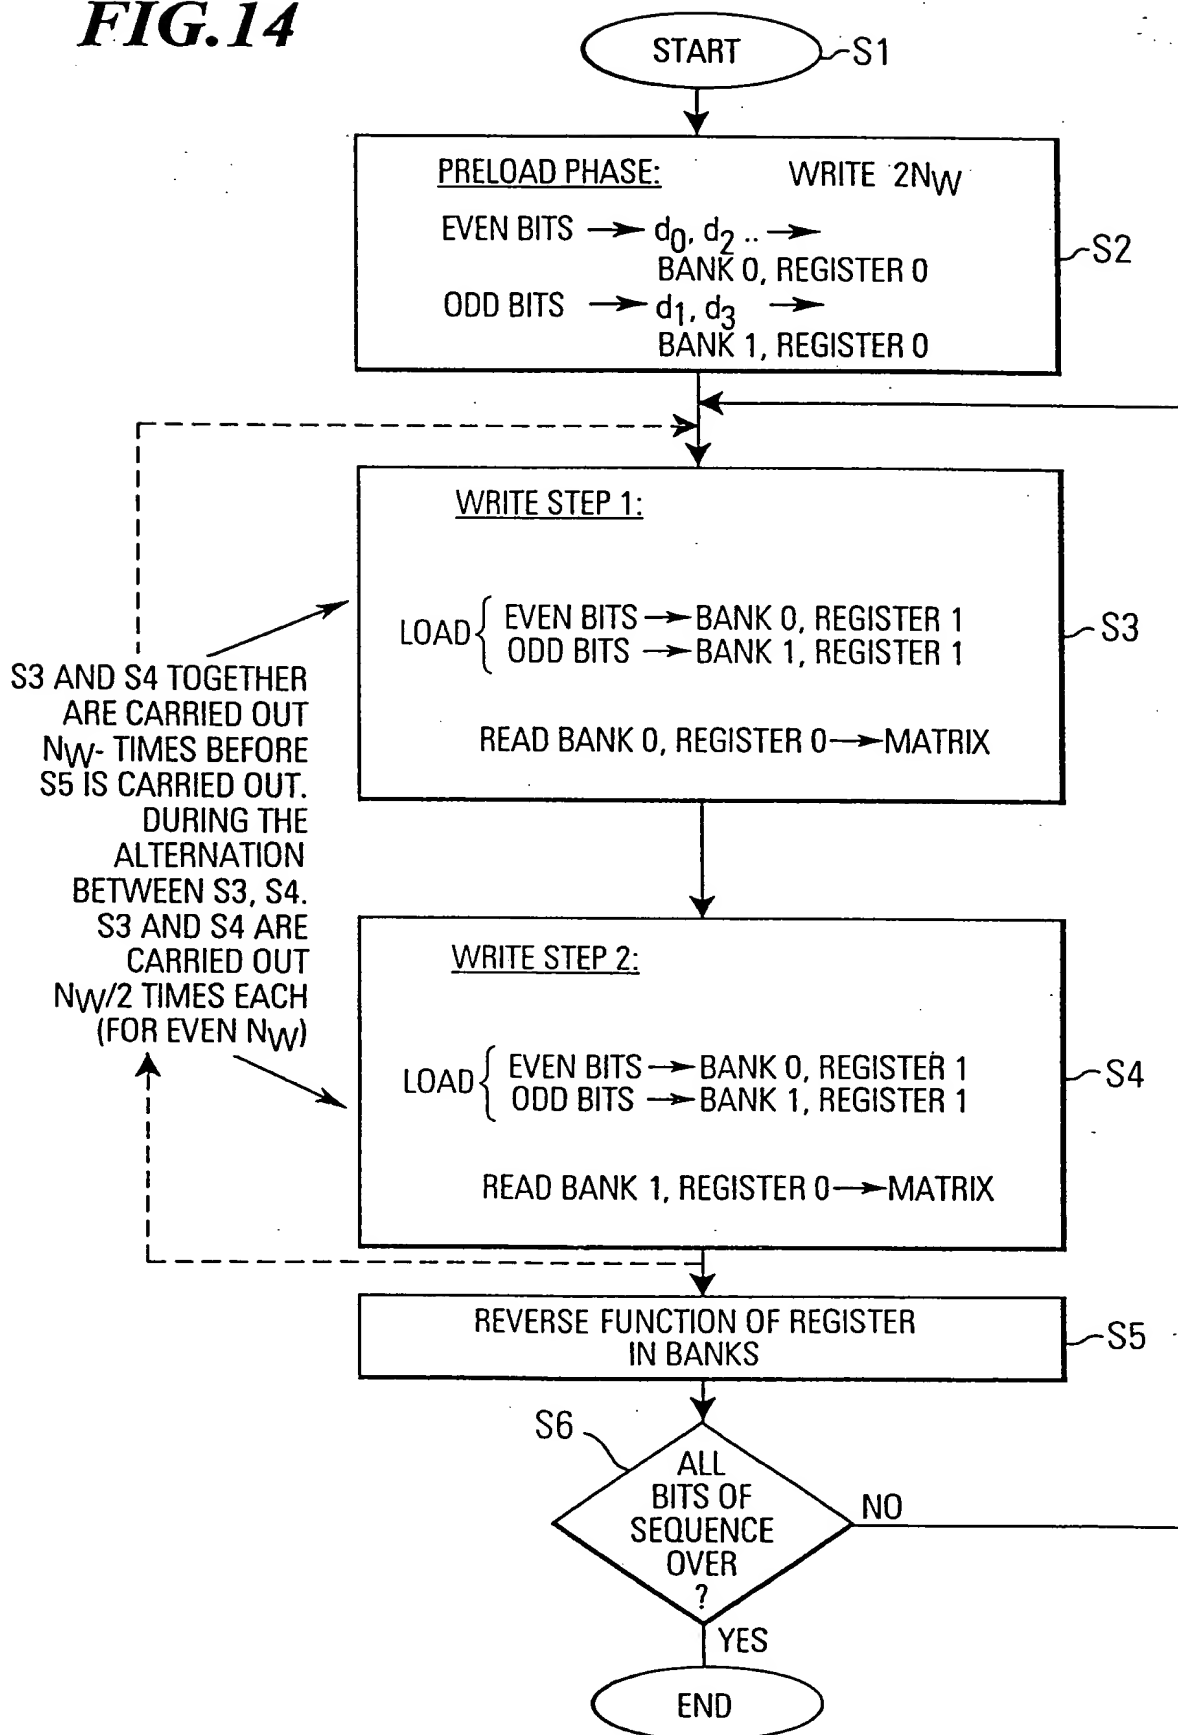 FIG.14
START
S1
PRELOAD PHASE: WRITE 2NW
EVEN BITS → d0, d2 .. →
BANK 0, REGISTER 0
ODD BITS → d1, d3 →
BANK 1, REGISTER 0
S2
WRITE STEP 1:
LOAD { EVEN BITS → BANK 0, REGISTER 1
ODD BITS → BANK 1, REGISTER 1
READ BANK 0, REGISTER 0 → MATRIX
S3
S3 AND S4 TOGETHER
ARE CARRIED OUT
NW- TIMES BEFORE
S5 IS CARRIED OUT.
DURING THE
ALTERNATION
BETWEEN S3, S4.
S3 AND S4 ARE
CARRIED OUT
NW/2 TIMES EACH
(FOR EVEN NW)
WRITE STEP 2:
LOAD { EVEN BITS → BANK 0, REGISTER 1
ODD BITS → BANK 1, REGISTER 1
READ BANK 1, REGISTER 0 → MATRIX
S4
REVERSE FUNCTION OF REGISTER
IN BANKS
S5
S6
ALL
BITS OF
SEQUENCE
OVER
?
NO
YES
END